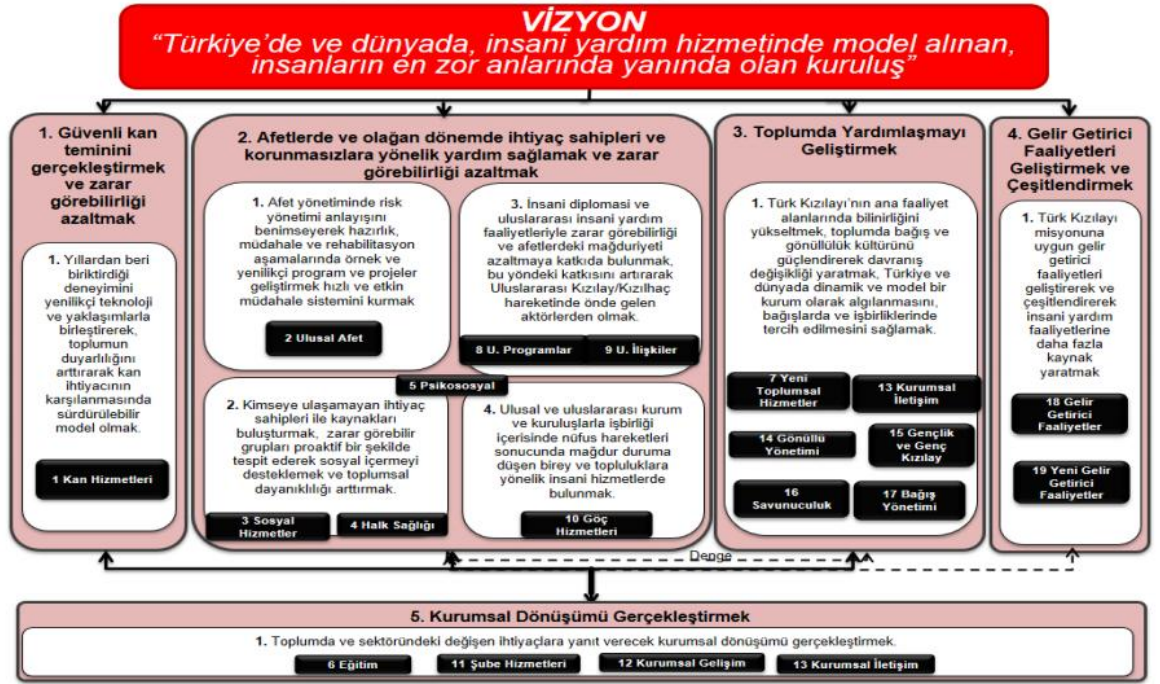 VİZYON
“Türkiye’de ve dünyada, insani yardım hizmetinde model alınan,
insanların en zor anlarında yanında olan kuruluş”
1. Güvenli kan
teminini
gerçekleştirmek
ve zarar
görebilirliği
azaltmak
1. Yıllardan beri
biriktirdiği
deneyimini
yenilikçi teknoloji
ve yaklaşımlarla
birleştirerek,
toplumun
duyarlılığını
arttırarak kan
ihtiyacının
karşılanmasında
sürdürülebilir
model olmak.
1 Kan Hizmetleri
2. Afetlerde ve olağan dönemde ihtiyaç sahipleri ve
korunmasızlara yönelik yardım sağlamak ve zarar
görebilirliği azaltmak
1. Afet yönetiminde risk
yönetimi anlayışını
benimseyerek hazırlık,
müdahale ve rehabilitasyon
aşamalarında örnek ve
yenilikçi program ve projeler
geliştirmek hızlı ve etkin
müdahale sistemini kurmak
2 Ulusal Afet
3. İnsani diplomasi ve
uluslararası insani yardım
faaliyetleriyle zarar görebilirliği
ve afetlerdeki mağduriyeti
azaltmaya katkıda bulunmak,
bu yöndeki katkısını artırarak
Uluslararası Kızılay/Kızılhaç
hareketinde önde gelen
aktörlerden olmak.
8 U. Programlar
9 U. İlişkiler
5 Psikososyal
2. Kimseye ulaşamayan ihtiyaç
sahipleri ile kaynakları
buluşturmak, zarar görebilir
grupları proaktif bir şekilde
tespit ederek sosyal içermeyi
desteklemek ve toplumsal
dayanıklılığı arttırmak.
3 Sosyal
Hizmetler
4 Halk Sağlığı
4. Ulusal ve uluslararası kurum
ve kuruluşlarla işbirliği
içerisinde nüfus hareketleri
sonucunda mağdur duruma
düşen birey ve topluluklara
yönelik insani hizmetlerde
bulunmak.
10 Göç
Hizmetleri
3. Toplumda Yardımlaşmayı
Geliştirmek
1. Türk Kızılayı’nın ana faaliyet
alanlarında bilinirliğini
yükseltmek, toplumda bağış ve
gönüllülük kültürünü
güçlendirerek davranış
değişikliği yaratmak, Türkiye ve
dünyada dinamik ve model bir
kurum olarak algılanmasını,
bağışlarda ve işbirliklerinde
tercih edilmesini sağlamak.
7 Yeni
Toplumsal
Hizmetler
13 Kurumsal
İletişim
14 Gönüllü
Yönetimi
15 Gençlik
ve Genç
Kızılay
16
Savunuculuk
17 Bağış
Yönetimi
4. Gelir Getirici
Faaliyetleri
Geliştirmek ve
Çeşitlendirmek
1. Türk Kızılayı
misyonuna
uygun gelir
getirici
faaliyetleri
geliştirerek ve
çeşitlendirerek
insani yardım
faaliyetlerine
daha fazla
kaynak
yaratmak
18 Gelir
Getirici
Faaliyetler
19 Yeni Gelir
Getirici
Faaliyetler
Denge
5. Kurumsal Dönüşümü Gerçekleştirmek
1. Toplumda ve sektöründeki değişen ihtiyaçlara yanıt verecek kurumsal dönüşümü gerçekleştirmek.
6 Eğitim
11 Şube Hizmetleri
12 Kurumsal Gelişim
13 Kurumsal İletişim